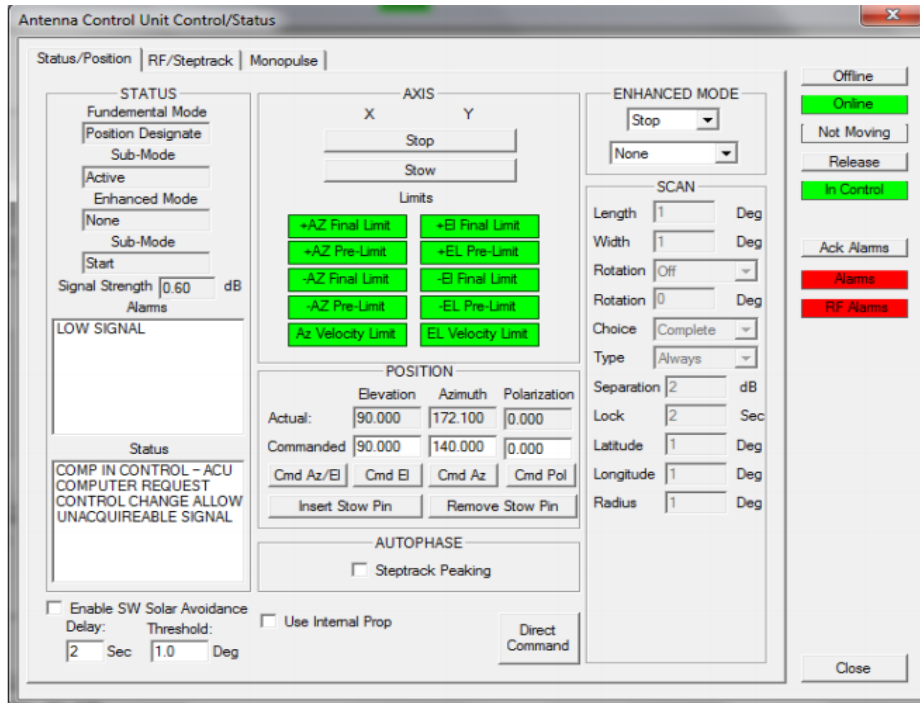 Antenna Control Unit Control/Status
Status/Position RF/Steptrack Monopulse
STATUS
Fundemental Mode
Position Designate
Sub-Mode
Active
Enhanced Mode
None
Sub-Mode
Start
Signal Strength 0.60 dB
Alarms
LOW SIGNAL
Status
COMP IN CONTROL - ACU
COMPUTER REQUEST
CONTROL CHANGE ALLOW
UNACQUIREABLE SIGNAL
Enable SW Solar Avoidance
Delay: Threshold:
2 Sec 1.0 Deg
AXIS
X Y
Stop
Stow
Limits
+AZ Final Limit +El Final Limit
+AZ Pre-Limit +EL Pre-Limit
-AZ Final Limit -El Final Limit
-AZ Pre-Limit -EL Pre-Limit
Az Velocity Limit EL Velocity Limit
POSITION
Elevation Azimuth Polarization
Actual: 90.000 172.100 0.000
Commanded 90.000 140.000 0.000
Cmd Az/El Cmd El Cmd Az Cmd Pol
Insert Stow Pin Remove Stow Pin
AUTOPHASE
Steptrack Peaking
Use Internal Prop
Direct
Command
ENHANCED MODE
Stop
None
SCAN
Length 1 Deg
Width 1 Deg
Rotation Off
Rotation 0 Deg
Choice Complete
Type Always
Separation 2 dB
Lock 2 Sec
Latitude 1 Deg
Longitude 1 Deg
Radius 1 Deg
Offline
Online
Not Moving
Release
In Control
Ack Alarms
Alarms
RF Alarms
Close